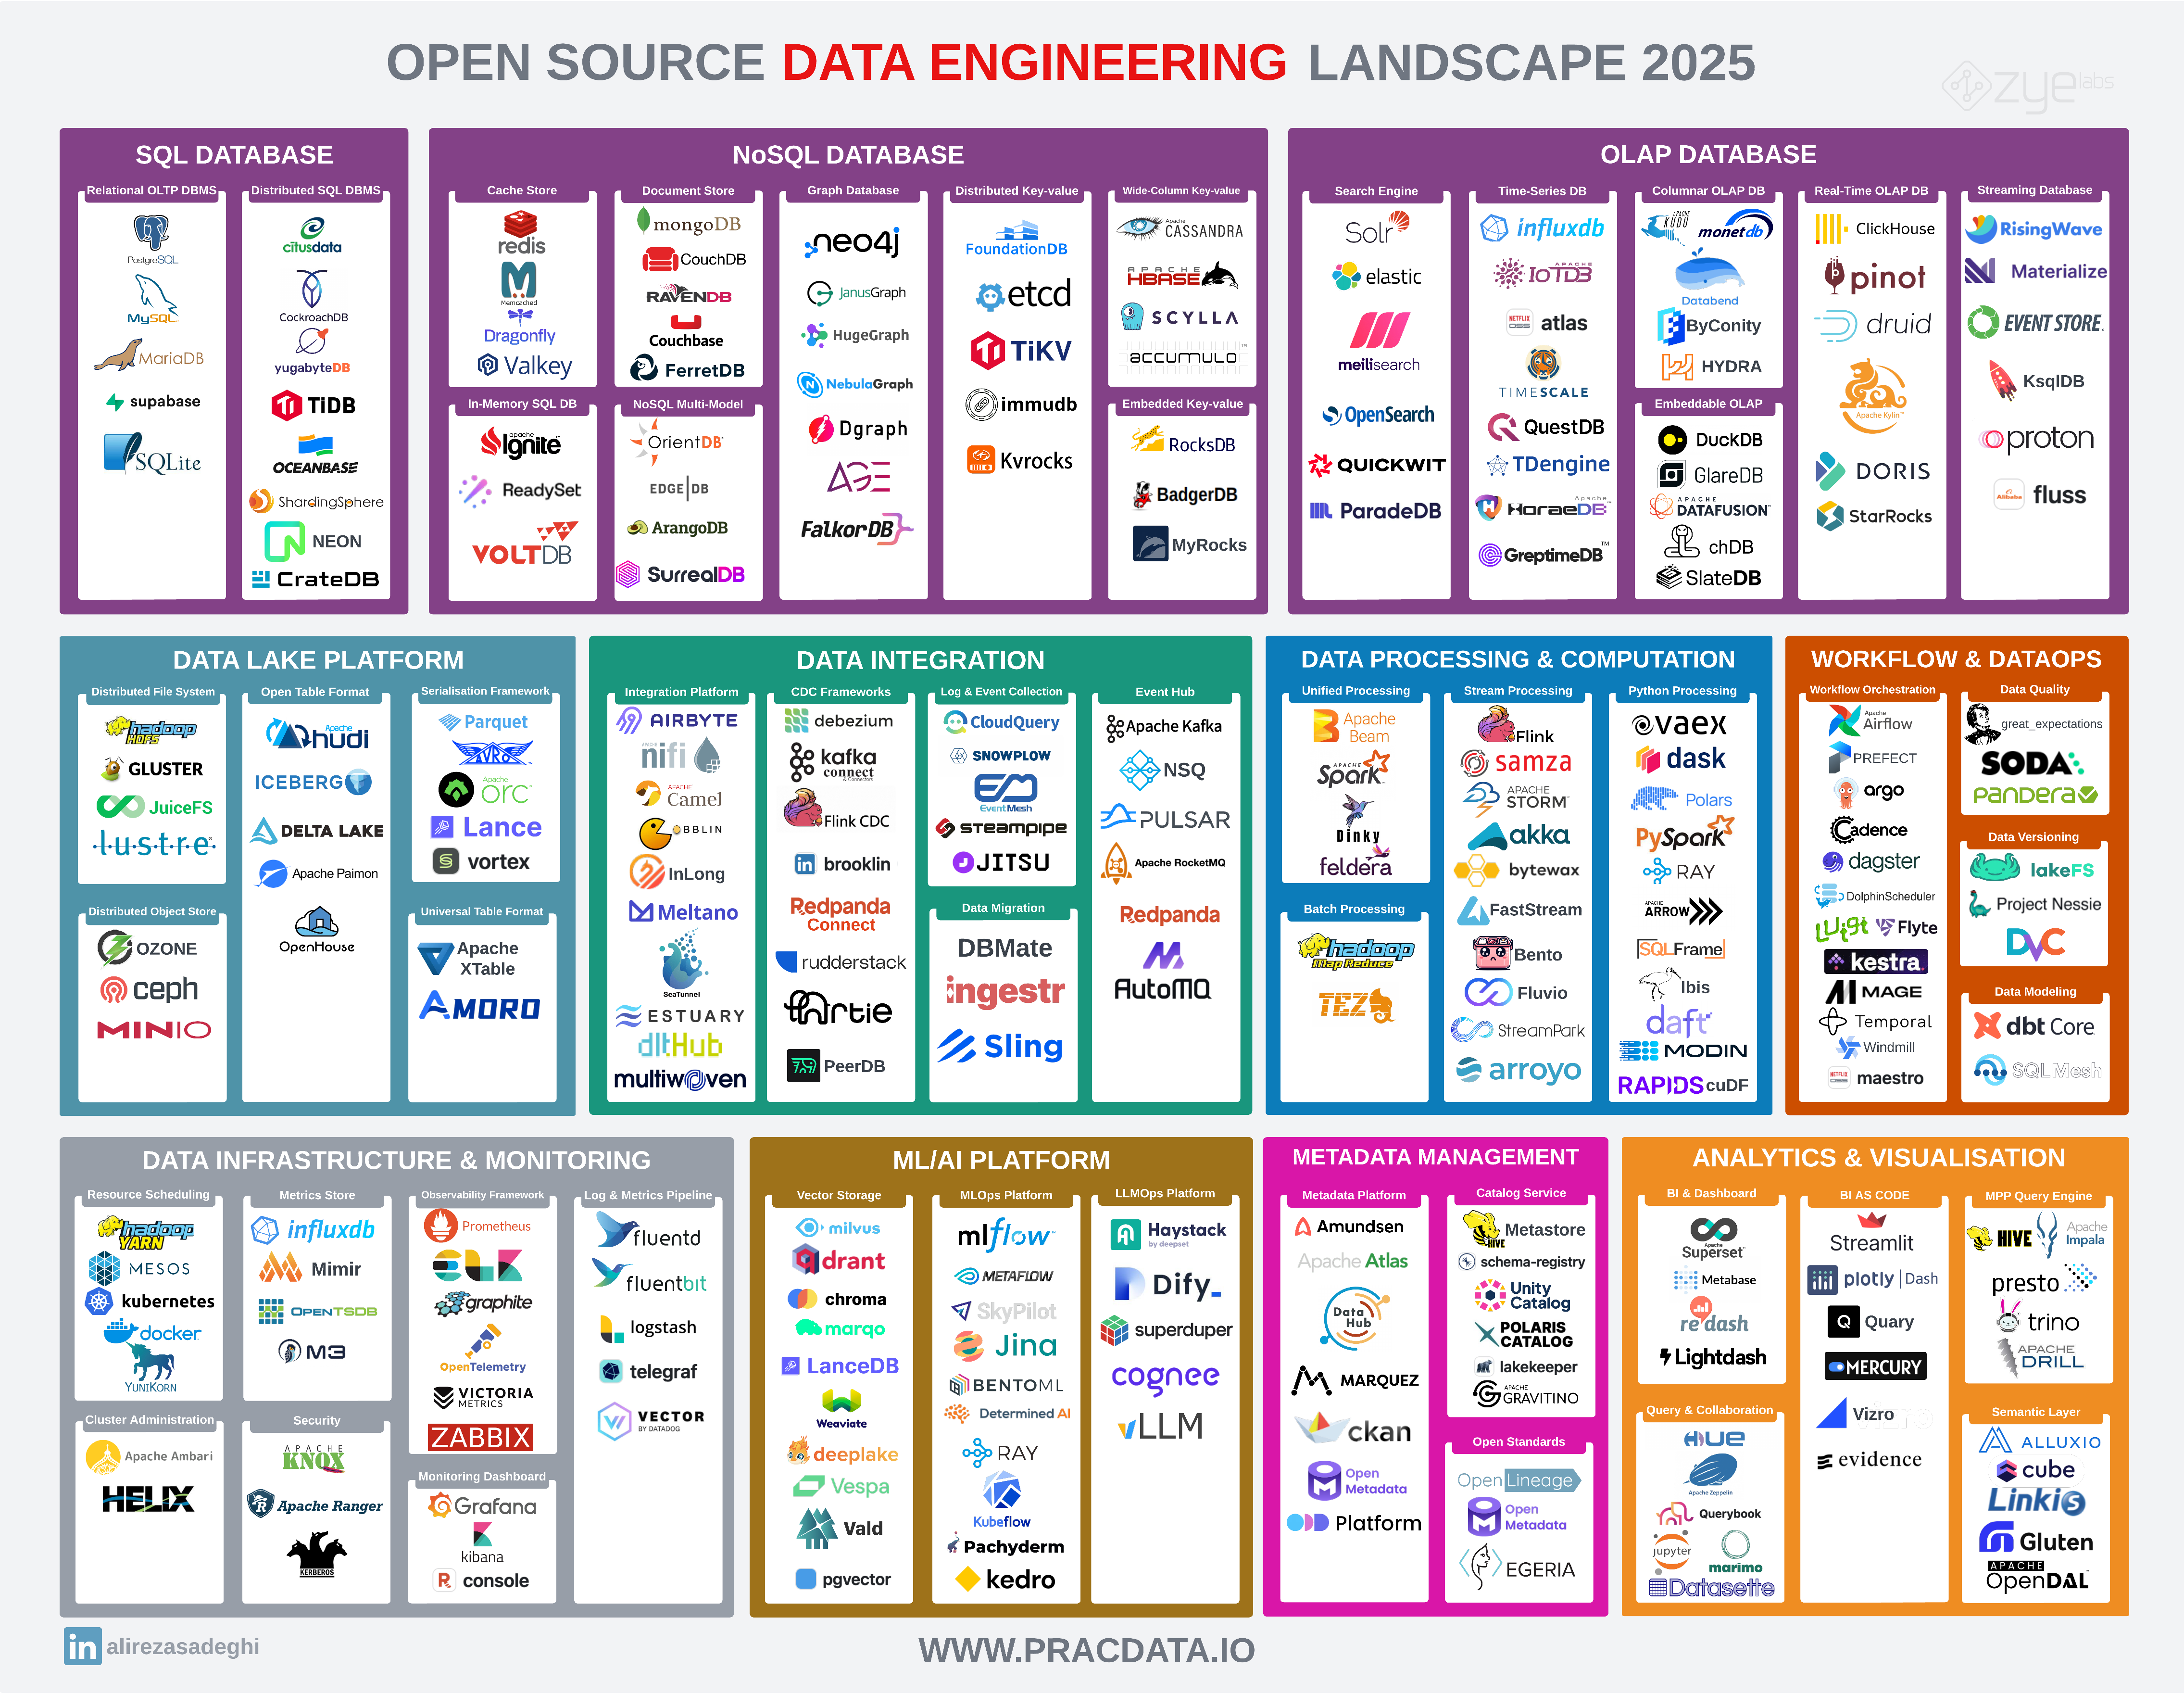 OPEN SOURCE DATA ENGINEERING LANDSCAPE 2025
zye labs
SQL DATABASE
Relational OLTP DBMS
PostgreSQL
MySQL
MariaDB
supabase
SQLite
Distributed SQL DBMS
citusdata
CockroachDB
yugabyteDB
TiDB
OCEANBASE
ShardingSphere
NEON
CrateDB
NoSQL DATABASE
Cache Store
redis
Memcached
Dragonfly
Valkey
In-Memory SQL DB
apache
Ignite
ReadySet
VOLTDB
Document Store
mongoDB
CouchDB
RAVENDB
Couchbase
FerretDB
NoSQL Multi-Model
OrientDB
EDGE|DB
ArangoDB
SurrealDB
Graph Database
neo4j
JanusGraph
HugeGraph
NebulaGraph
Dgraph
AGE
FalkorDB
Distributed Key-value
FoundationDB
etcd
TiKV
immudb
Kvrocks
Wide-Column Key-value
Apache
CASSANDRA
APACHE
HBASE
SCYLLA
accumulo
Embedded Key-value
RocksDB
BadgerDB
MyRocks
OLAP DATABASE
Search Engine
Solr
elastic
meilisearch
OpenSearch
QUICKWIT
ParadeDB
Time-Series DB
influxdb
APACHE
IoTDB
NETFLIX
OSS
atlas
TIMESCALE
QuestDB
TDengine
Apache
HoraeDB
GreptimeDB™
Columnar OLAP DB
APACHE
KUDU
monetdb
Databend
ByConity
HYDRA
Embeddable OLAP
DuckDB
GlareDB
APACHE
DATAFUSION
chDB
SlateDB
Real-Time OLAP DB
ClickHouse
pinot
druid
Apache Kylin™
DORIS
StarRocks
Streaming Database
RisingWave
Materialize
EVENT STORE
KsqlDB
proton
Alibaba
fluss
DATA LAKE PLATFORM
Distributed File System
hadoop
HDFS
GLUSTER
JuiceFS
lustre
Distributed Object Store
OZONE
ceph
MINIO
Open Table Format
Apache
hudi
ICEBERG
DELTA LAKE
Apache Paimon
OpenHouse
Serialisation Framework
Parquet
AVRO
Apache
orc
Lance
vortex
Universal Table Format
Apache
XTable
AMORO
DATA INTEGRATION
Integration Platform
AIRBYTE
APACHE
nifi
APACHE
Camel
GOBBLIN
InLong
Meltano
SeaTunnel
ESTUARY
dltHub
multiwoven
CDC Frameworks
debezium
kafka
connect
& Connectors
Flink CDC
in brooklin
Redpanda
Connect
rudderstack
Artie
PeerDB
Log & Event Collection
CloudQuery
SNOWPLOW
EventMesh
STEAMPIPE
JITSU
Data Migration
DBMate
ingestr
Sling
Event Hub
Apache Kafka
NSQ
PULSAR
Apache RocketMQ
Redpanda
AutoMQ
DATA PROCESSING & COMPUTATION
Unified Processing
Apache
Beam
APACHE
Spark
Dinky
feldera
Batch Processing
hadoop
Map Reduce
TEZ
Stream Processing
Flink
samza
APACHE
STORM
akka
bytewax
FastStream
Bento
Fluvio
StreamPark
arroyo
Python Processing
vaex
dask
Polars
PySpark
RAY
APACHE
ARROW
SQLFrame
Ibis
daft
MODIN
RAPIDS cuDF
WORKFLOW & DATAOPS
Workflow Orchestration
Apache
Airflow
PREFECT
argo
Cadence
dagster
DolphinScheduler
Luigi
Flyte
kestra
MAGE
Temporal
Windmill
NETFLIX
OSS
maestro
Data Quality
great_expectations
SODA
PANDERA
Data Versioning
lakeFS
Project Nessie
DVC
Data Modeling
dbt Core
SQLMesh
DATA INFRASTRUCTURE & MONITORING
Resource Scheduling
hadoop
YARN
MESOS
kubernetes
docker
YUNIKORN
Cluster Administration
Apache Ambari
HELIX
Metrics Store
influxdb
Mimir
OPENTSDB
M3
Security
APACHE
KNOX
Apache Ranger
KERBEROS
Observability Framework
Prometheus
ELK
graphite
OpenTelemetry
VICTORIA
METRICS
ZABBIX
Monitoring Dashboard
Grafana
kibana
console
Log & Metrics Pipeline
fluentd
fluentbit
logstash
telegraf
VECTOR
BY DATADOG
ML/AI PLATFORM
Vector Storage
milvus
qdrant
chroma
marqo
LanceDB
Weaviate
deeplake
Vespa
Vald
pgvector
MLOps Platform
mlflow™
METAFLOW
SkyPilot
Jina
BENTOML
Determined AI
RAY
Kubeflow
Pachyderm
kedro
LLMOps Platform
Haystack
by deepset
Dify_
superduper
cognee
vLLM
METADATA MANAGEMENT
Metadata Platform
Amundsen
Apache Atlas
Data
Hub
MARQUEZ
ckan
Open
Metadata
Platform
Catalog Service
HIVE
Metastore
schema-registry
Unity
Catalog
POLARIS
CATALOG
lakekeeper
APACHE
GRAVITINO
Open Standards
OpenLineage
Open
Metadata
EGERIA
ANALYTICS & VISUALISATION
BI & Dashboard
Apache
Superset
Metabase
redash
Lightdash
Query & Collaboration
HUE
Apache Zeppelin
Querybook
jupyter
marimo
Datasette
BI AS CODE
Streamlit
plotly | Dash
Quary
MERCURY
Vizro
evidence
MPP Query Engine
HIVE
Apache
Impala
presto
trino
APACHE
DRILL
Semantic Layer
ALLUXIO
cube
Linkis
Gluten
APACHE
OpenDAL
in alirezasadeghi
WWW.PRACDATA.IO